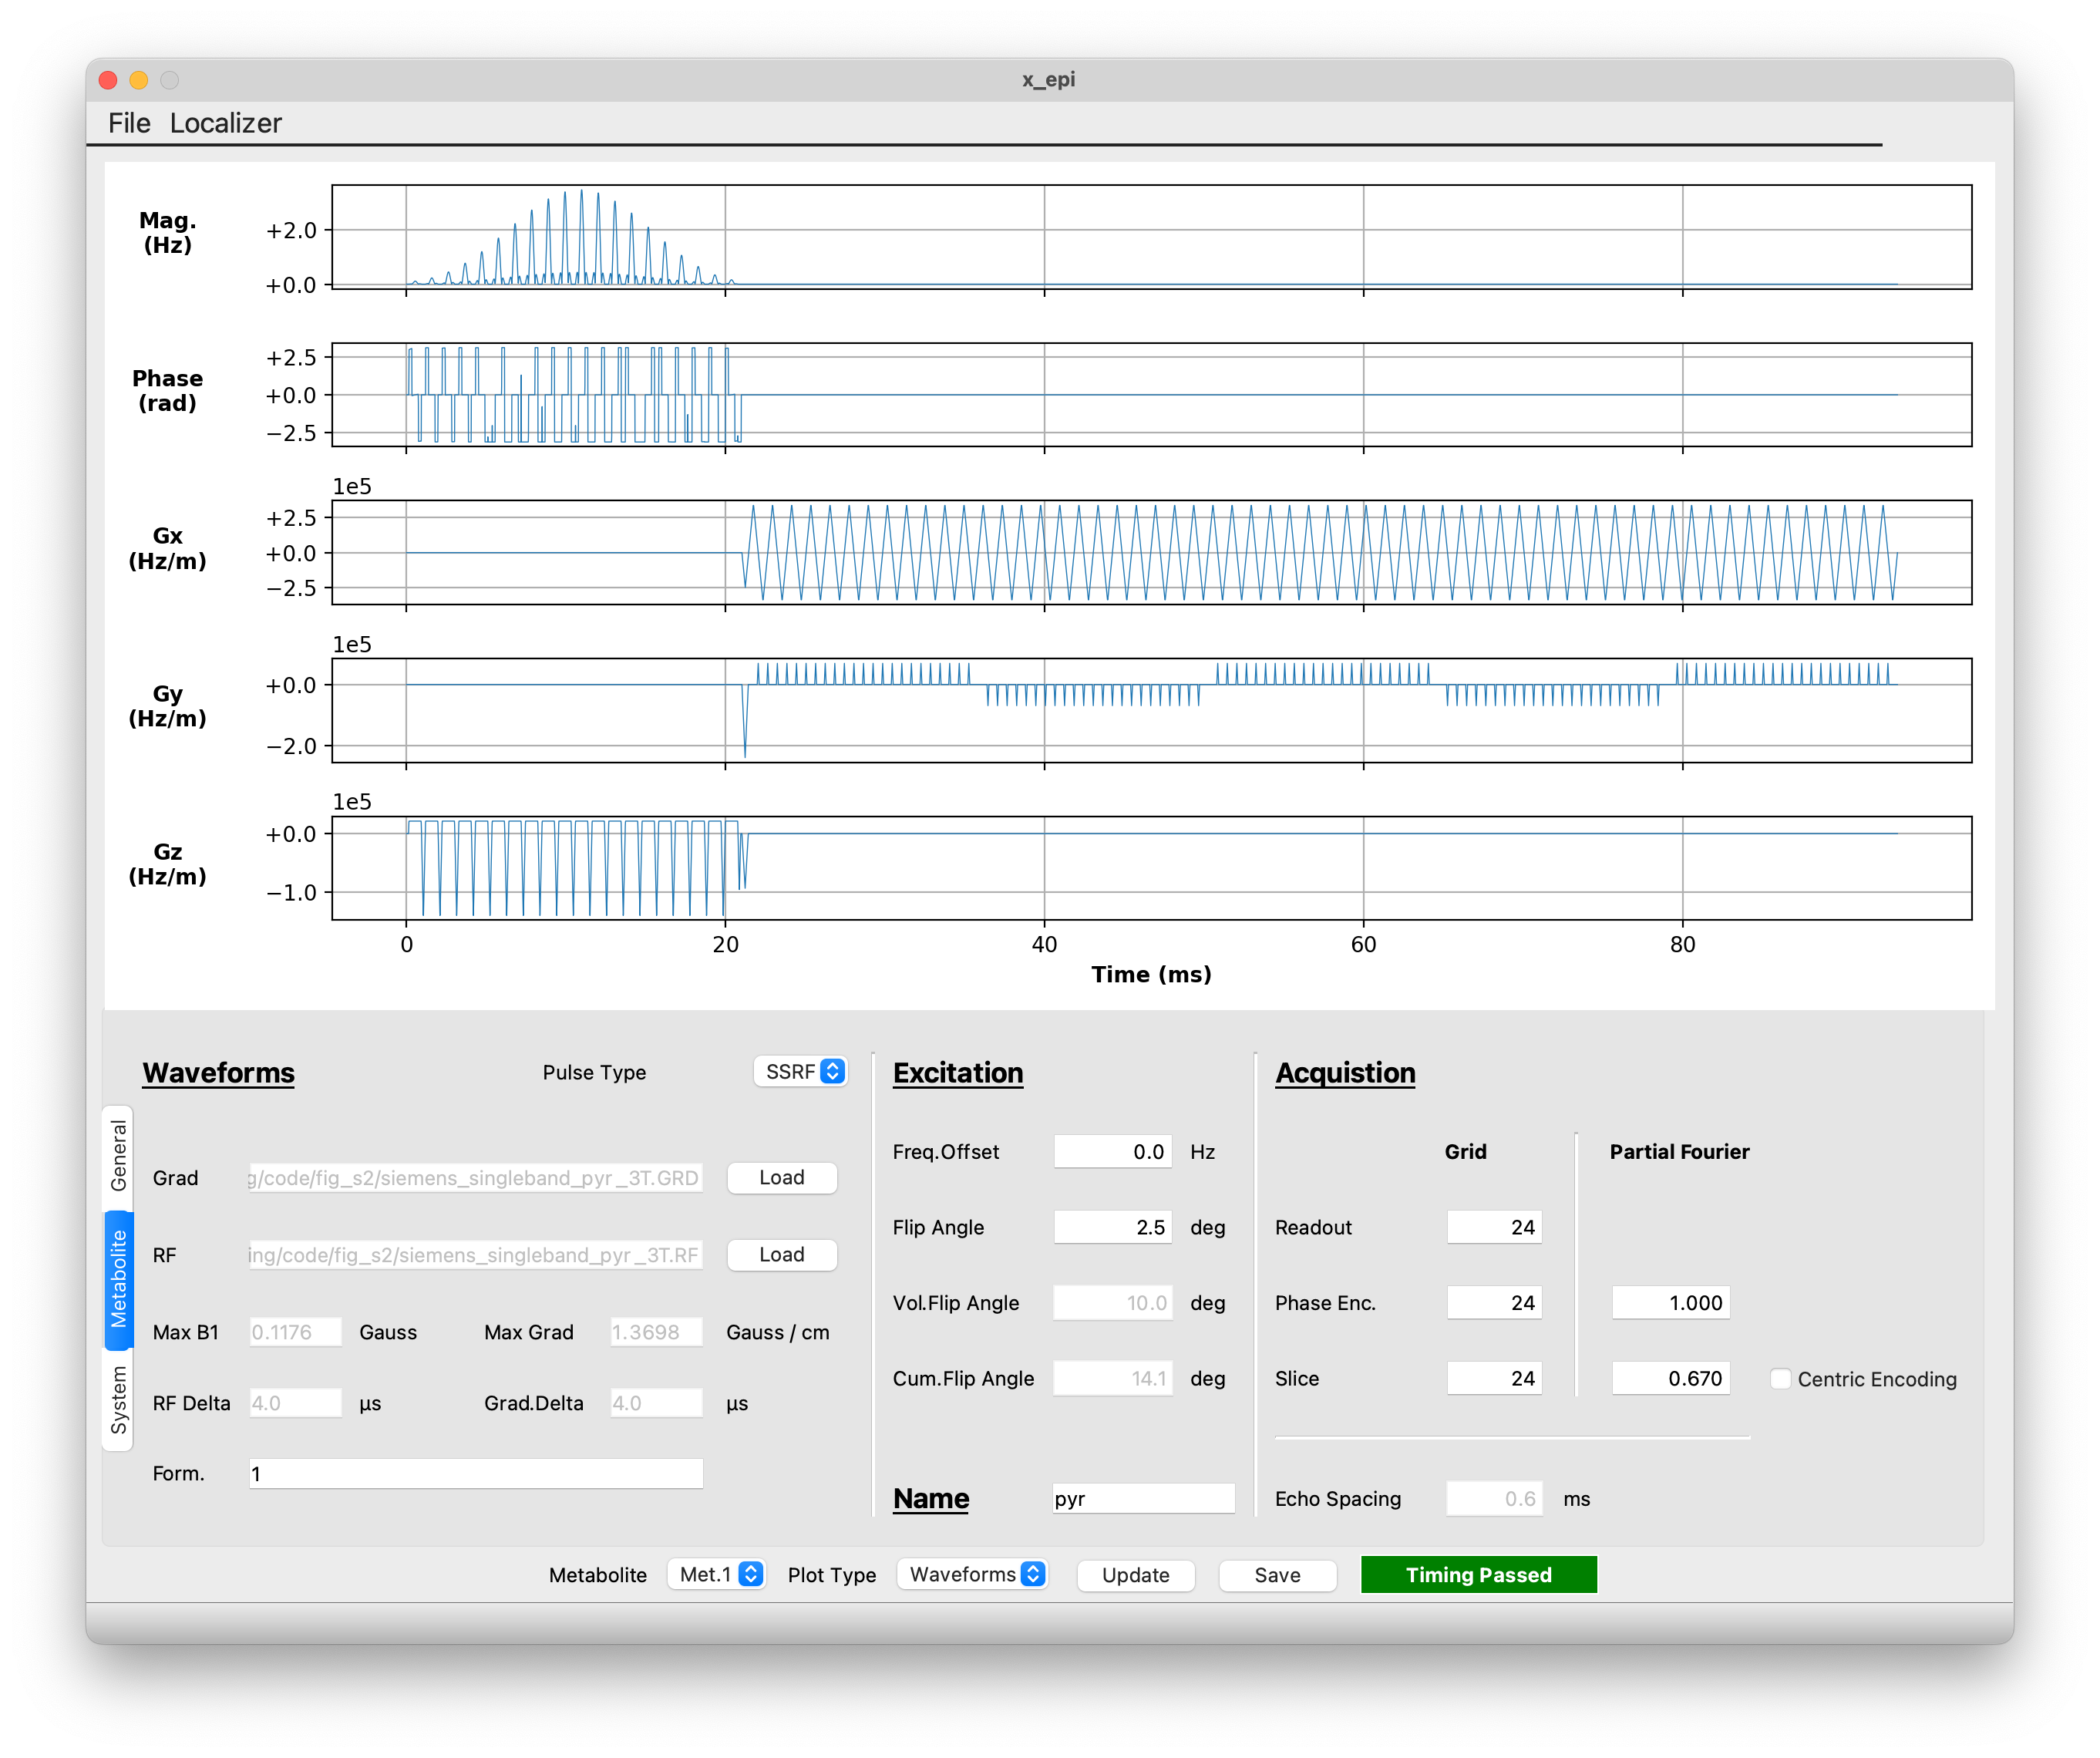 x_epi
File Localizer
Mag.
(Hz)
+2.0
+0.0
Phase
(rad)
+2.5
+0.0
−2.5
1e5
Gx
(Hz/m)
+2.5
+0.0
−2.5
1e5
Gy
(Hz/m)
+0.0
−2.0
1e5
Gz
(Hz/m)
+0.0
−1.0
0 20 40 60 80
Time (ms)
General
Metabolite
System
Waveforms Pulse Type SSRF
Grad g/code/fig_s2/siemens_singleband_pyr_3T.GRD Load
RF ing/code/fig_s2/siemens_singleband_pyr_3T.RF Load
Max B1 0.1176 Gauss Max Grad 1.3698 Gauss / cm
RF Delta 4.0 µs Grad.Delta 4.0 µs
Form. 1
Excitation
Freq.Offset 0.0 Hz
Flip Angle 2.5 deg
Vol.Flip Angle 10.0 deg
Cum.Flip Angle 14.1 deg
Name pyr
Acquistion
Grid Partial Fourier
Readout 24
Phase Enc. 24 1.000
Slice 24 0.670 Centric Encoding
Echo Spacing 0.6 ms
Metabolite Met.1 Plot Type Waveforms Update Save Timing Passed